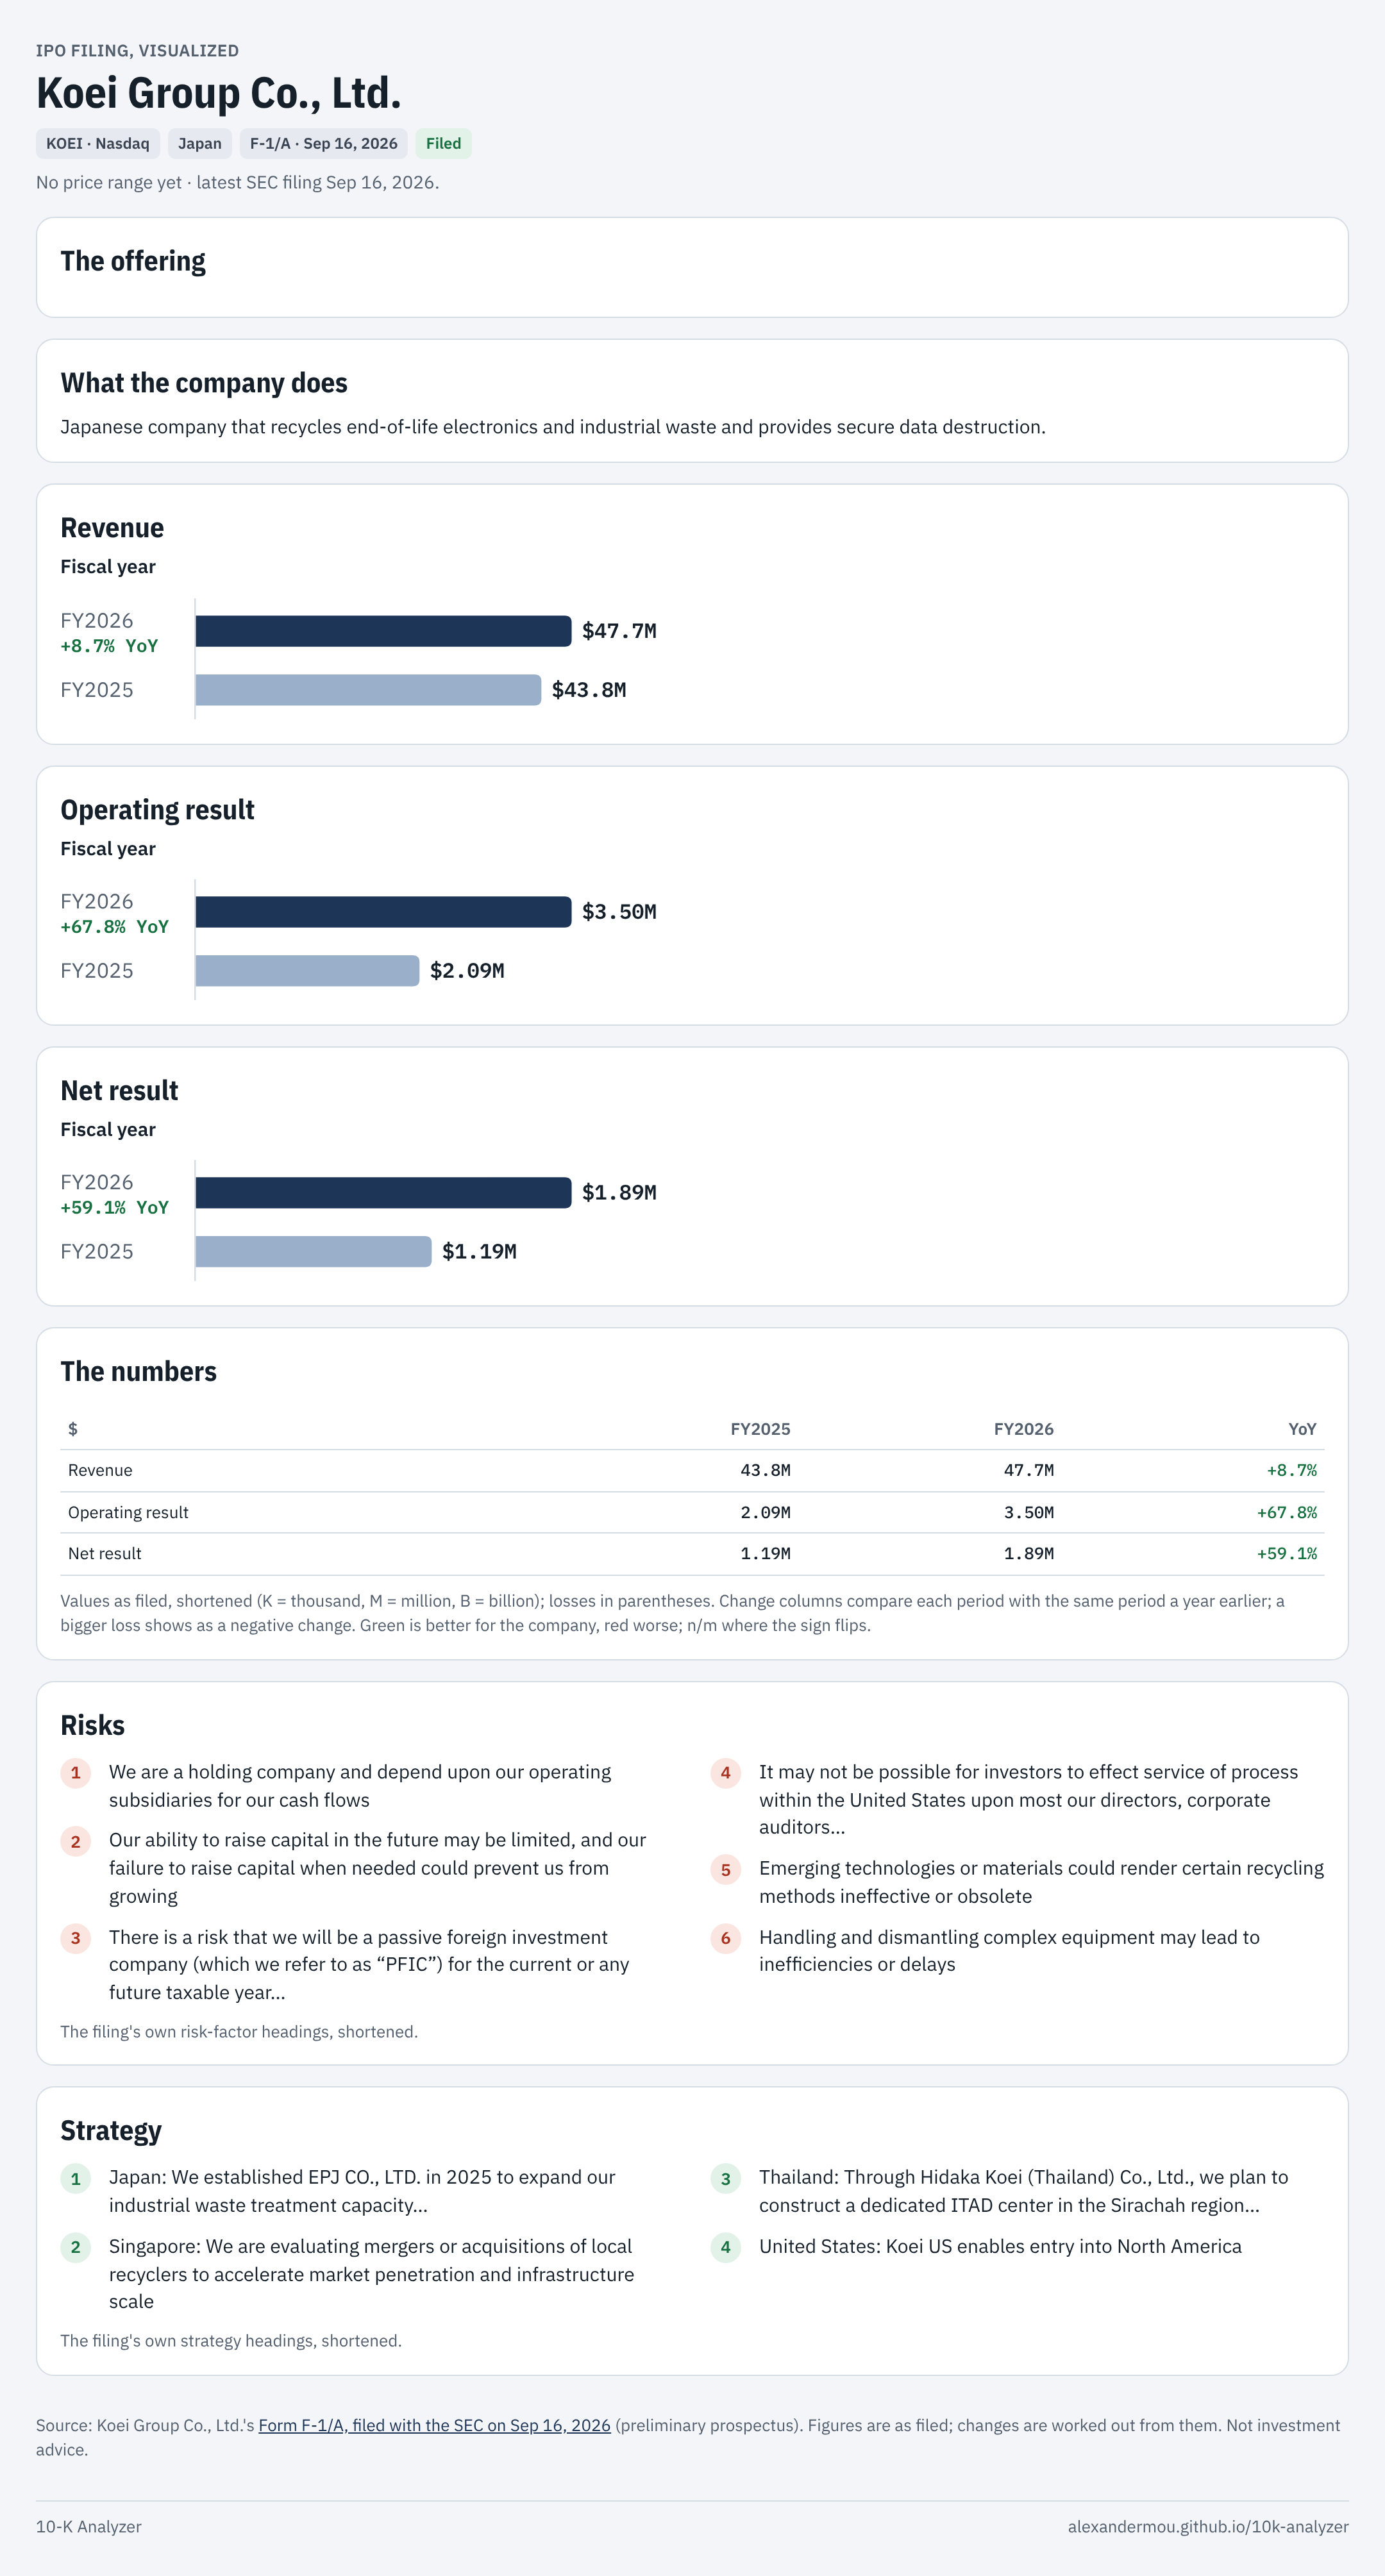 IPO FILING, VISUALIZED
Koei Group Co., Ltd.
KOEI · Nasdaq
Japan
F-1/A · Sep 16, 2026
Filed
No price range yet · latest SEC filing Sep 16, 2026.
The offering
What the company does
Japanese company that recycles end-of-life electronics and industrial waste and provides secure data destruction.
Revenue
Fiscal year
FY2026
+8.7% YoY
$47.7M
FY2025
$43.8M
Operating result
Fiscal year
FY2026
+67.8% YoY
$3.50M
FY2025
$2.09M
Net result
Fiscal year
FY2026
+59.1% YoY
$1.89M
FY2025
$1.19M
The numbers
$ FY2025 FY2026 YoY
Revenue 43.8M 47.7M +8.7%
Operating result 2.09M 3.50M +67.8%
Net result 1.19M 1.89M +59.1%
Values as filed, shortened (K = thousand, M = million, B = billion); losses in parentheses. Change columns compare each period with the same period a year earlier; a
bigger loss shows as a negative change. Green is better for the company, red worse; n/m where the sign flips.
Risks
1 We are a holding company and depend upon our operating
subsidiaries for our cash flows
2 Our ability to raise capital in the future may be limited, and our
failure to raise capital when needed could prevent us from
growing
3 There is a risk that we will be a passive foreign investment
company (which we refer to as “PFIC”) for the current or any
future taxable year…
4 It may not be possible for investors to effect service of process
within the United States upon most our directors, corporate
auditors…
5 Emerging technologies or materials could render certain recycling
methods ineffective or obsolete
6 Handling and dismantling complex equipment may lead to
inefficiencies or delays
The filing's own risk-factor headings, shortened.
Strategy
1 Japan: We established EPJ CO., LTD. in 2025 to expand our
industrial waste treatment capacity…
2 Singapore: We are evaluating mergers or acquisitions of local
recyclers to accelerate market penetration and infrastructure
scale
3 Thailand: Through Hidaka Koei (Thailand) Co., Ltd., we plan to
construct a dedicated ITAD center in the Sirachah region…
4 United States: Koei US enables entry into North America
The filing's own strategy headings, shortened.
Source: Koei Group Co., Ltd.'s Form F-1/A, filed with the SEC on Sep 16, 2026 (preliminary prospectus). Figures are as filed; changes are worked out from them. Not investment
advice.
10-K Analyzer
alexandermou.github.io/10k-analyzer